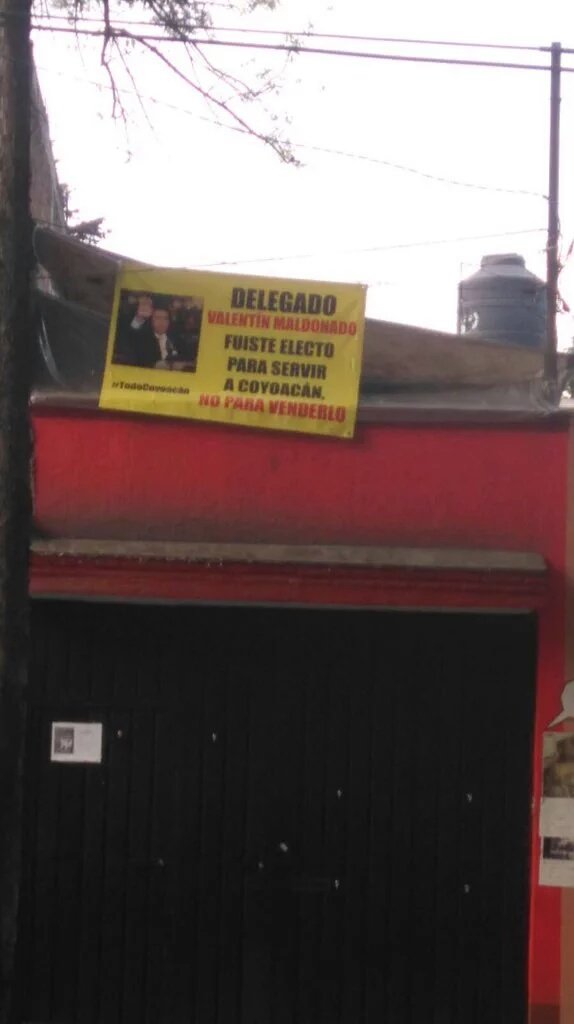 DELEGADO
VALENTÍN MALDONADO
FUISTE ELECTO
PARA SERVIR
A COYOACÁN,
NO PARA VENDERLO
#TodoCoyoacán